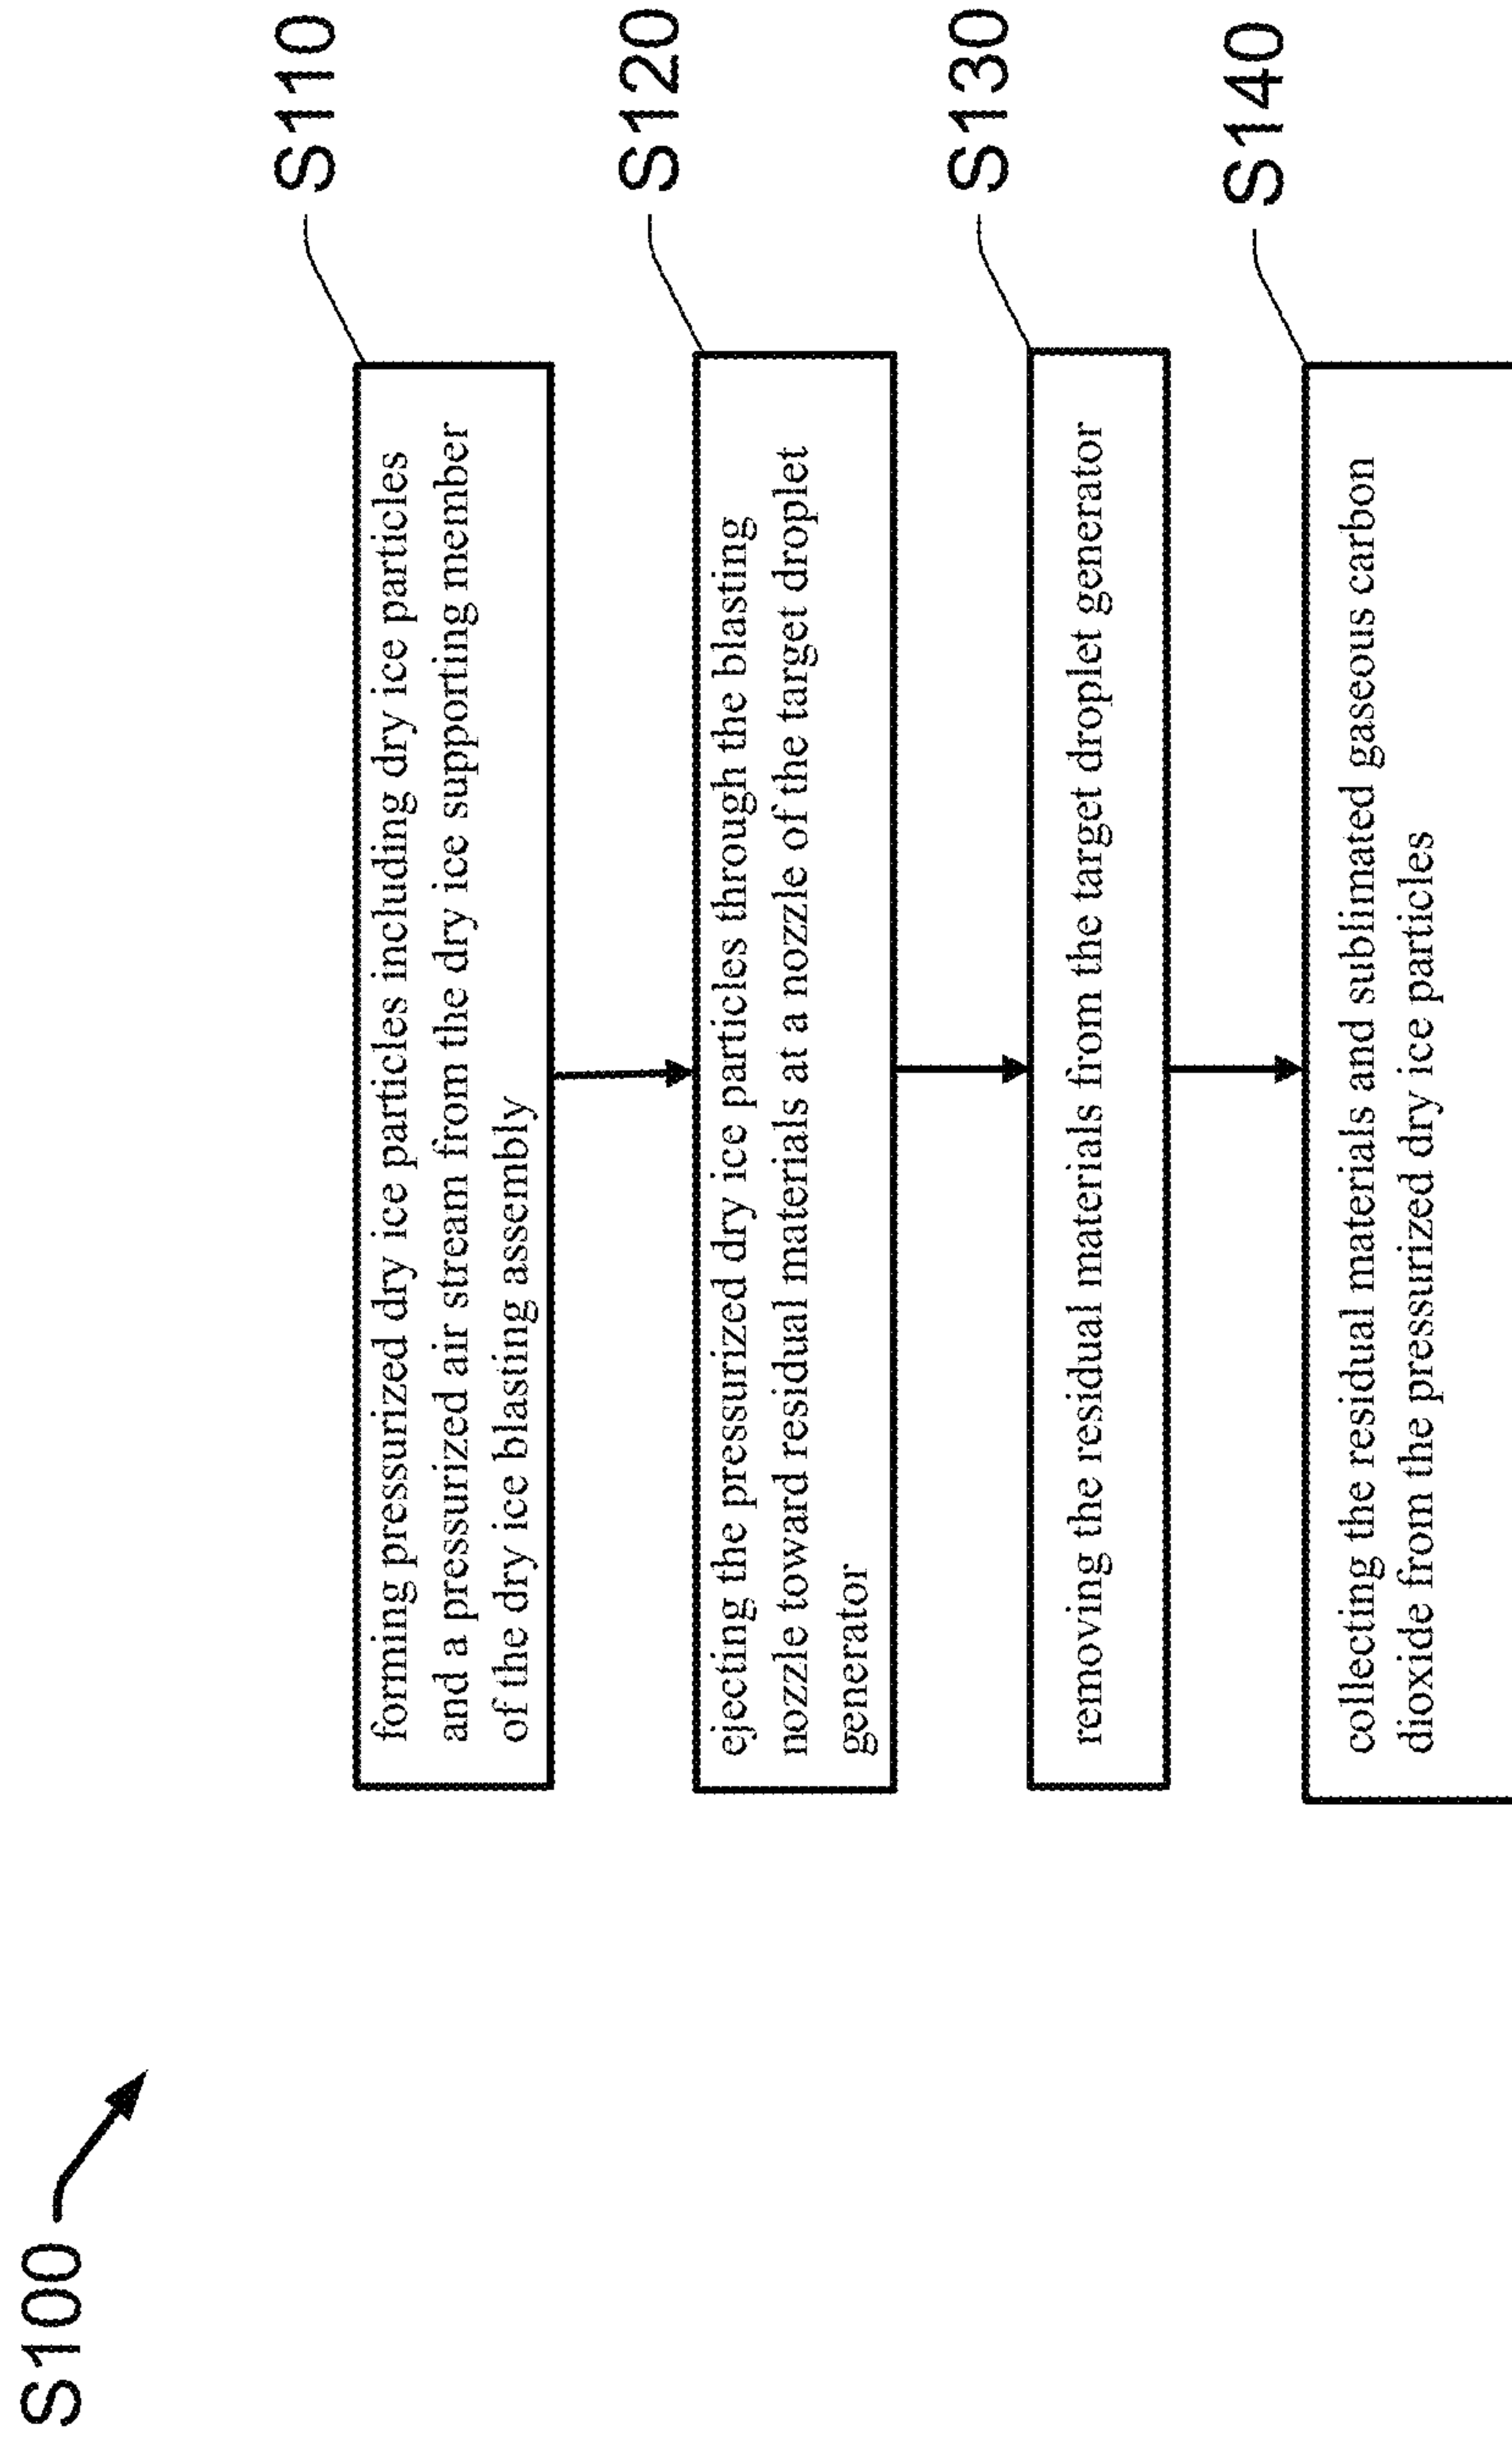 S100
S110
forming pressurized dry ice particles including dry ice particles
and a pressurized air stream from the dry ice supporting member
of the dry ice blasting assembly
S120
ejecting the pressurized dry ice particles through the blasting
nozzle toward residual materials at a nozzle of the target droplet
generator
S130
removing the residual materials from the target droplet generator
S140
collecting the residual materials and sublimated gaseous carbon
dioxide from the pressurized dry ice particles